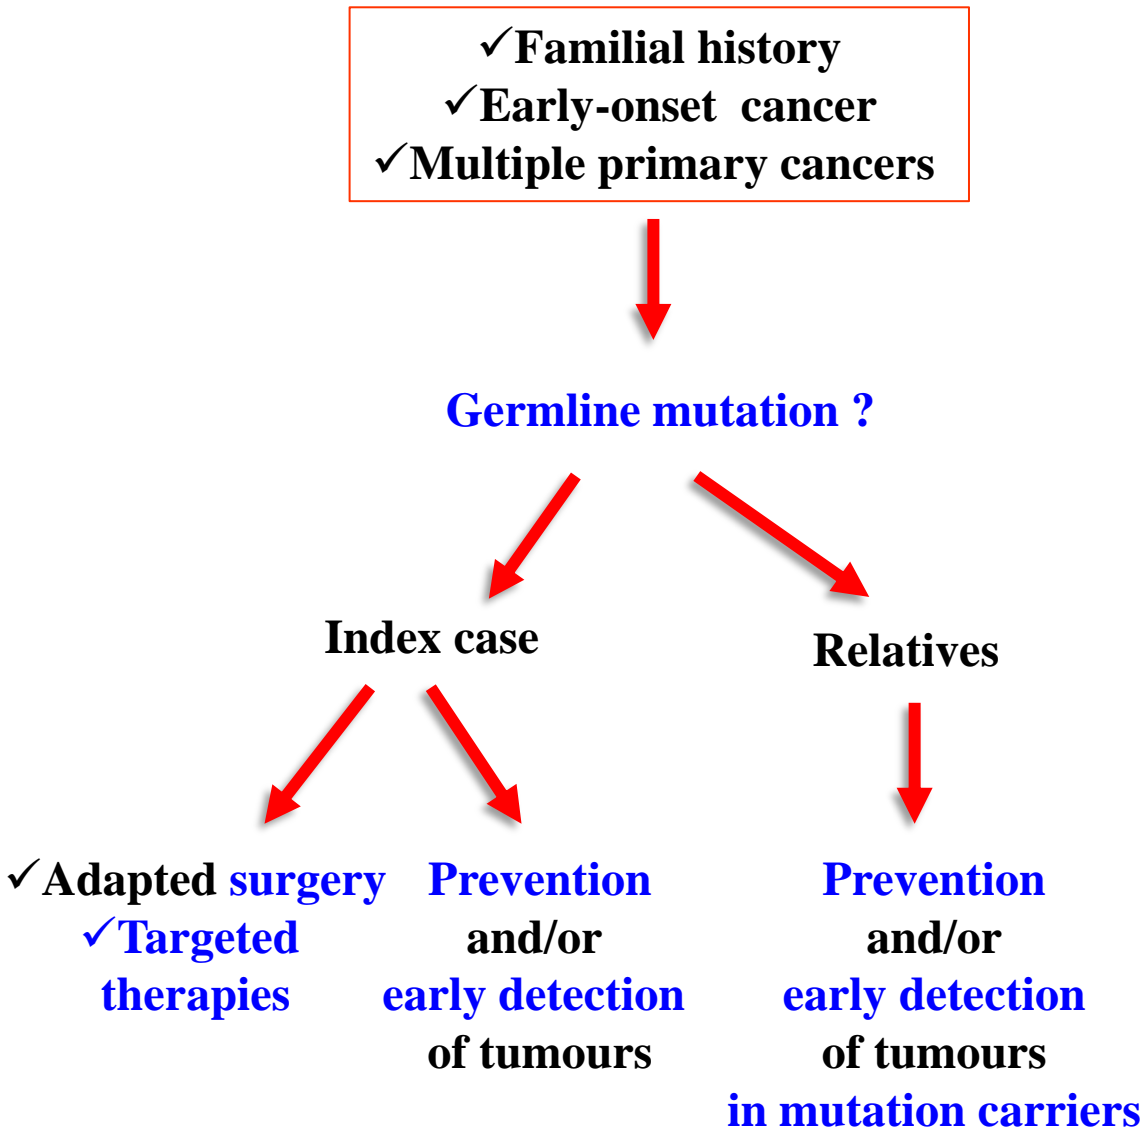 ✓Familial history
✓Early-onset cancer
✓Multiple primary cancers
Germline mutation ?
Index case
Relatives
✓Adapted surgery
✓Targeted
therapies
Prevention
and/or
early detection
of tumours
Prevention
and/or
early detection
of tumours
in mutation carriers